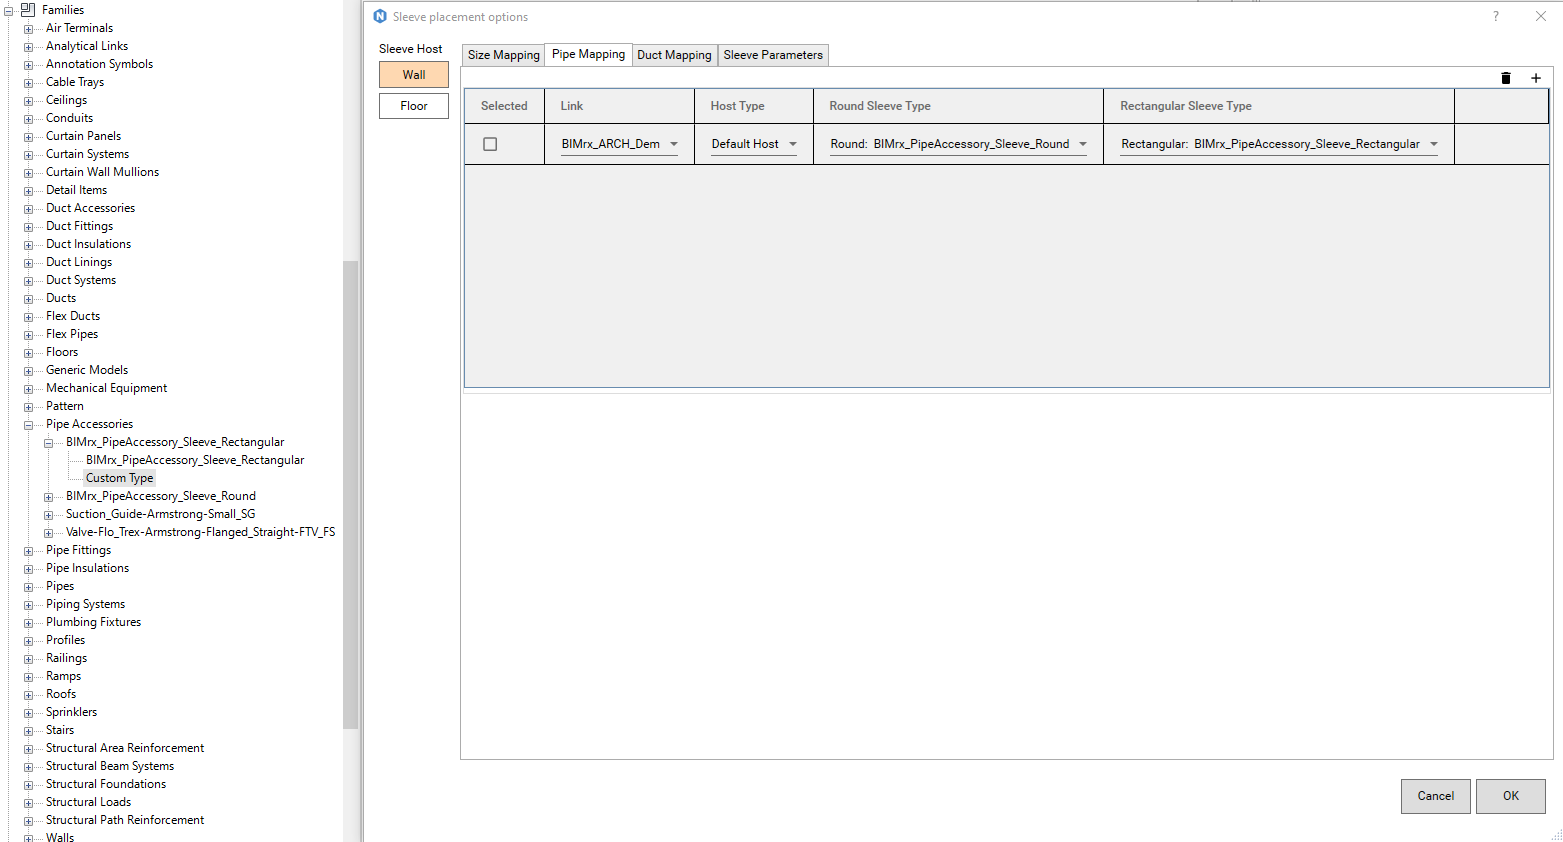 Families
Air Terminals
Analytical Links
Annotation Symbols
Cable Trays
Ceilings
Conduits
Curtain Panels
Curtain Systems
Curtain Wall Mullions
Detail Items
Duct Accessories
Duct Fittings
Duct Insulations
Duct Linings
Duct Systems
Ducts
Flex Ducts
Flex Pipes
Floors
Generic Models
Mechanical Equipment
Pattern
Pipe Accessories
BIMrx_PipeAccessory_Sleeve_Rectangular
BIMrx_PipeAccessory_Sleeve_Rectangular
Custom Type
BIMrx_PipeAccessory_Sleeve_Round
Suction_Guide-Armstrong-Small_SG
Valve-Flo_Trex-Armstrong-Flanged_Straight-FTV_FS
Pipe Fittings
Pipe Insulations
Pipes
Piping Systems
Plumbing Fixtures
Profiles
Railings
Ramps
Roofs
Sprinklers
Stairs
Structural Area Reinforcement
Structural Beam Systems
Structural Foundations
Structural Loads
Structural Path Reinforcement
Walls
N Sleeve placement options ?
Sleeve Host
Wall
Floor
Size Mapping Pipe Mapping Duct Mapping Sleeve Parameters
Selected Link Host Type Round Sleeve Type Rectangular Sleeve Type
BIMrx_ARCH_Dem Default Host Round: BIMrx_PipeAccessory_Sleeve_Round Rectangular: BIMrx_PipeAccessory_Sleeve_Rectangular
Cancel OK